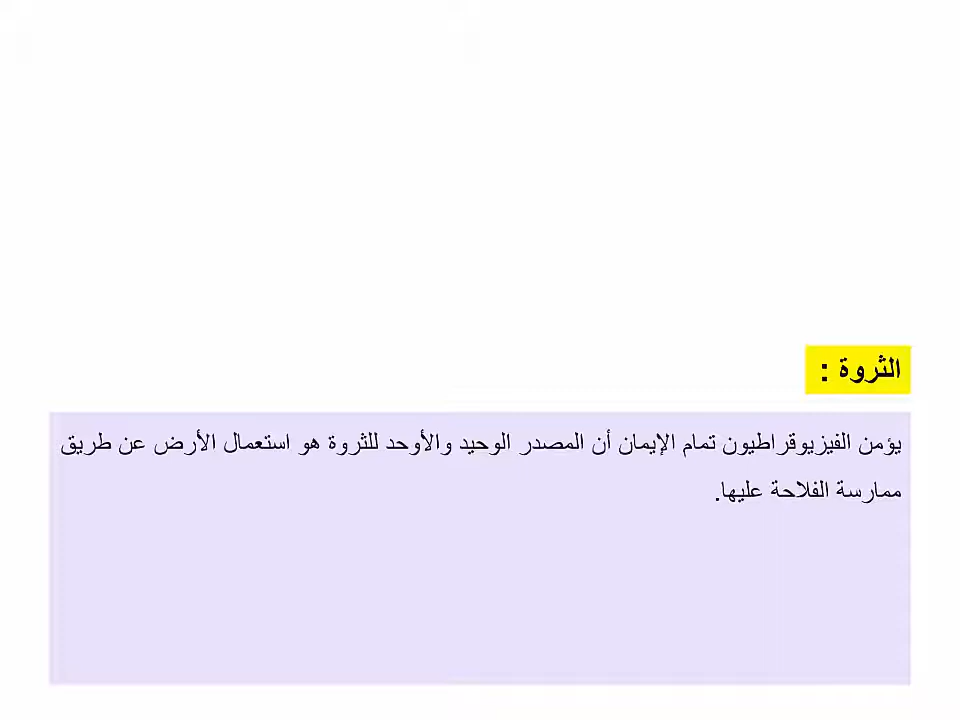 الثروة :
يؤمن الفيزيوقراطيون تمام الإيمان أن المصدر الوحيد والأوحد للثروة هو استعمال الأرض عن طريق
ممارسة الفلاحة عليها.